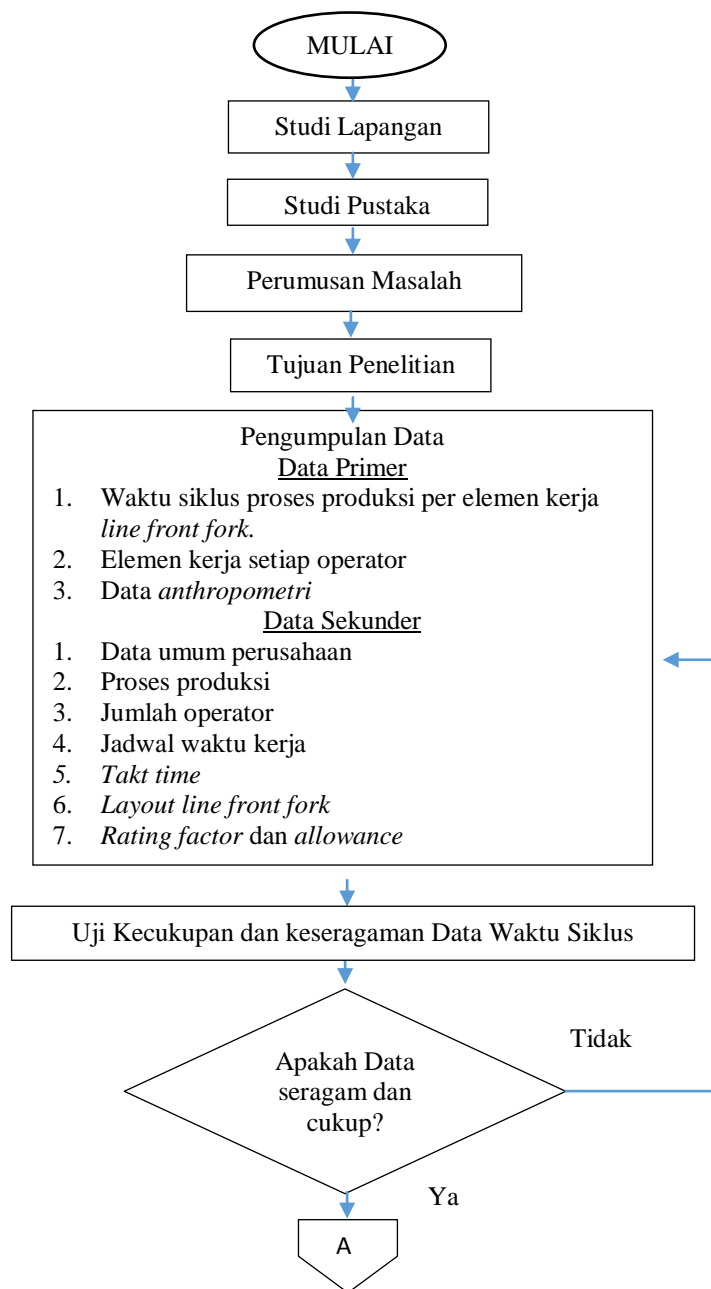 MULAI
Studi Lapangan
Studi Pustaka
Perumusan Masalah
Tujuan Penelitian
Pengumpulan Data
Data Primer
1. Waktu siklus proses produksi per elemen kerja
line front fork.
2. Elemen kerja setiap operator
3. Data anthropometri
Data Sekunder
1. Data umum perusahaan
2. Proses produksi
3. Jumlah operator
4. Jadwal waktu kerja
5. Takt time
6. Layout line front fork
7. Rating factor dan allowance
Uji Kecukupan dan keseragaman Data Waktu Siklus
Apakah Data
seragam dan
cukup?
Tidak
Ya
A